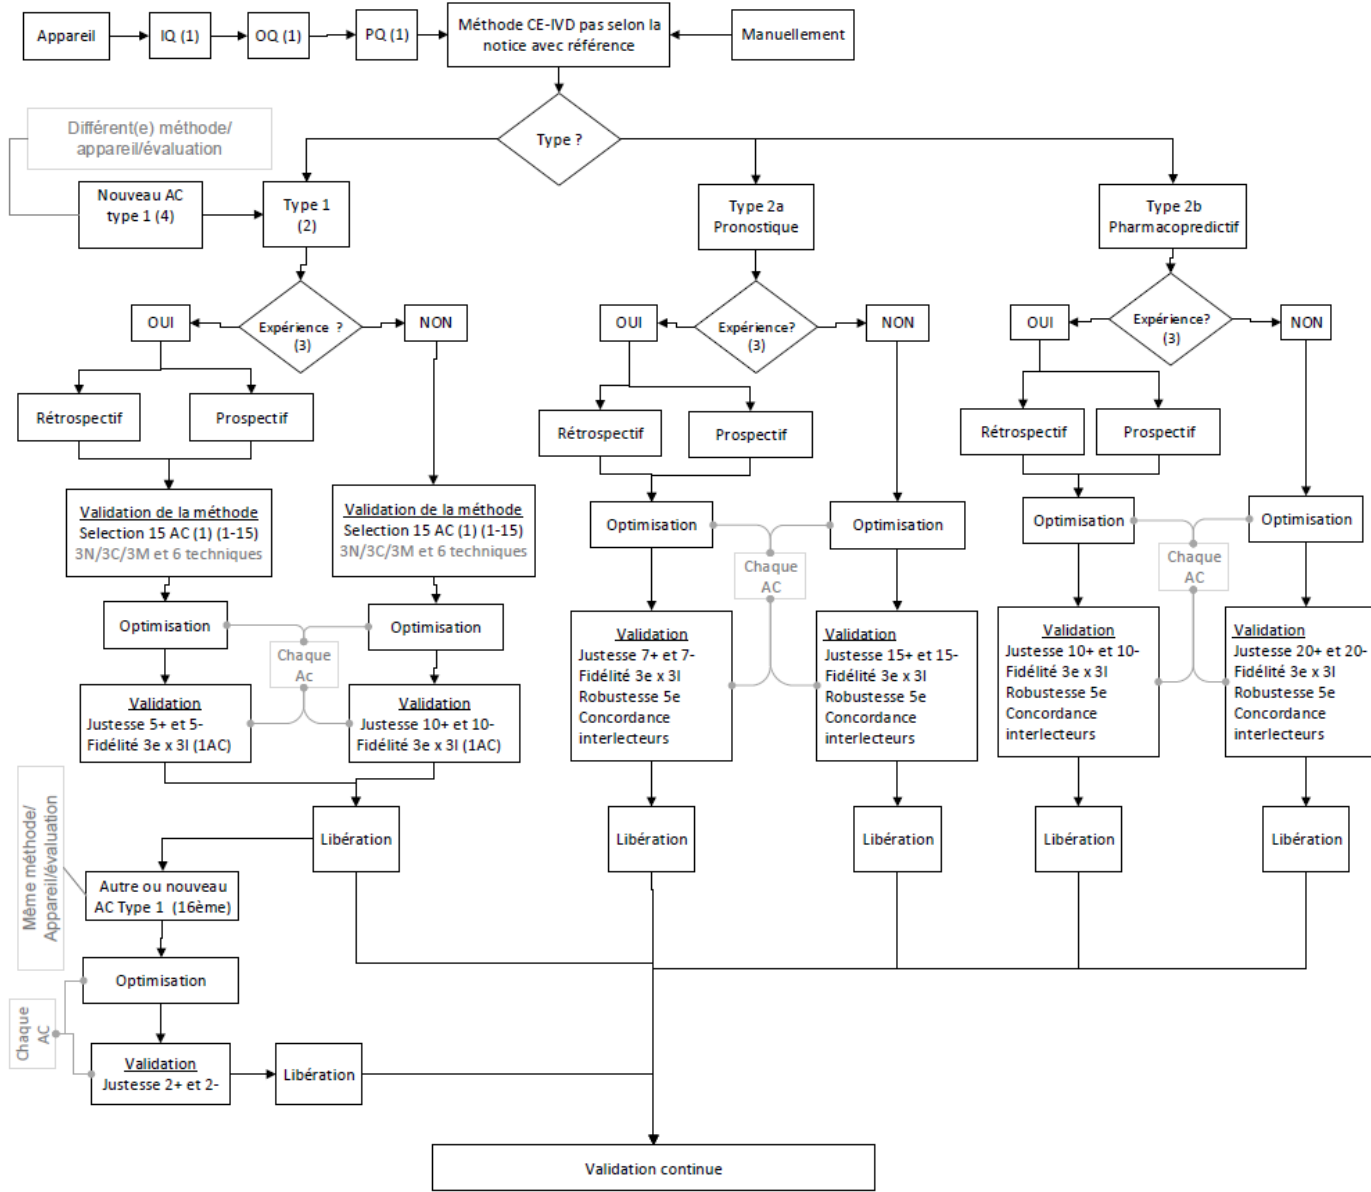 Appareil
IQ (1)
OQ (1)
PQ (1)
Méthode CE-IVD pas selon la
notice avec référence
Manuellement
Type ?
Différent(e) méthode/
appareil/évaluation
Nouveau AC
type 1 (4)
Type 1
(2)
Type 2a
Pronostique
Type 2b
Pharmacopredictif
OUI
Expérience ?
(3)
NON
OUI
Expérience?
(3)
NON
OUI
Expérience?
(3)
NON
Rétrospectif
Prospectif
Rétrospectif
Prospectif
Rétrospectif
Prospectif
Validation de la méthode
Selection 15 AC (1) (1-15)
3N/3C/3M et 6 techniques
Validation de la méthode
Selection 15 AC (1) (1-15)
3N/3C/3M et 6 techniques
Optimisation
Optimisation
Chaque
AC
Optimisation
Optimisation
Chaque
AC
Optimisation
Optimisation
Chaque
Ac
Validation
Justesse 5+ et 5-
Fidélité 3e x 3l (1AC)
Validation
Justesse 10+ et 10-
Fidélité 3e x 3l (1AC)
Validation
Justesse 7+ et 7-
Fidélité 3e x 3l
Robustesse 5e
Concordance
interlecteurs
Validation
Justesse 15+ et 15-
Fidélité 3e x 3l
Robustesse 5e
Concordance
interlecteurs
Validation
Justesse 10+ et 10-
Fidélité 3e x 3l
Robustesse 5e
Concordance
interlecteurs
Validation
Justesse 20+ et 20-
Fidélité 3e x 3l
Robustesse 5e
Concordance
interlecteurs
Libération
Libération
Libération
Libération
Libération
Même méthode/
Appareil/évaluation
Autre ou nouveau
AC Type 1 (16ème)
Optimisation
Chaque
AC
Validation
Justesse 2+ et 2-
Libération
Validation continue